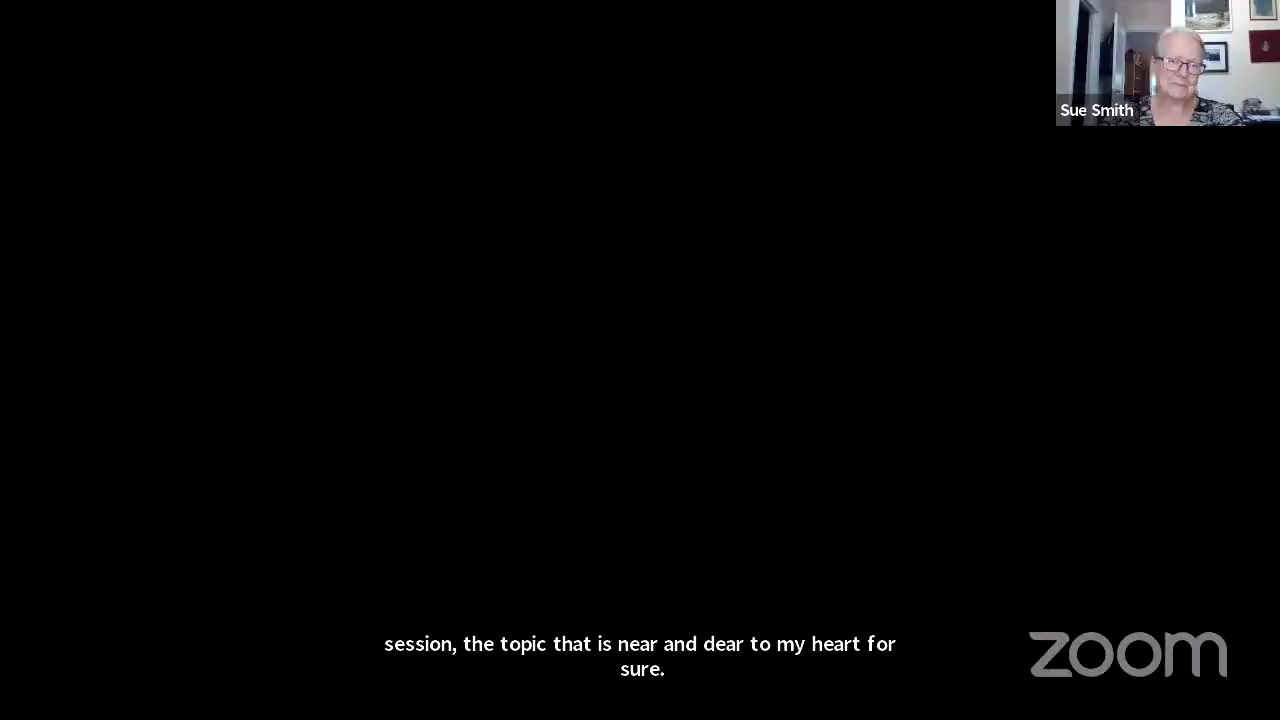 Sue Smith
session, the topic that is near and dear to my heart for
sure.
zoom